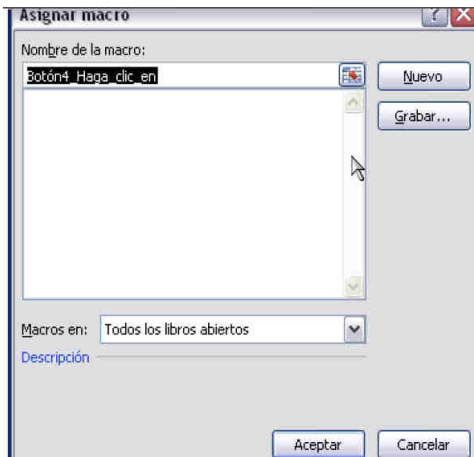 Asignar macro
Nombre de la macro:
Botón4_Haga_clic_en
Nuevo
Grabar...
Macros en: Todos los libros abiertos
Descripción
Aceptar Cancelar